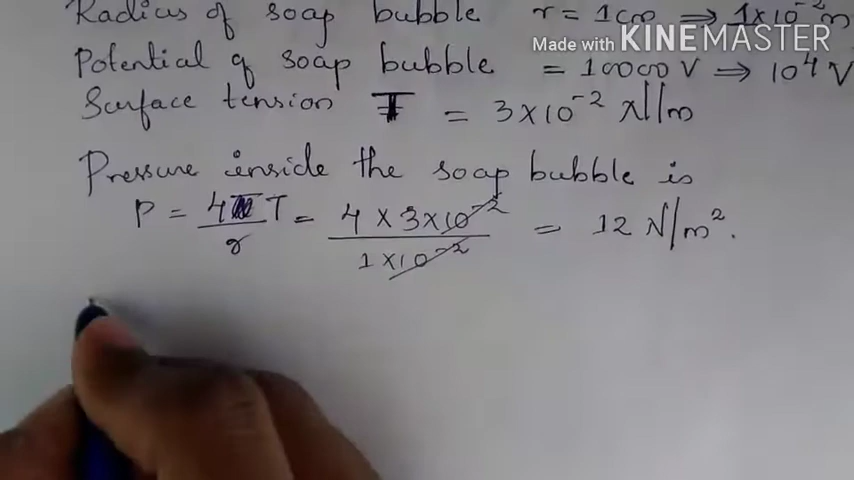 Radius of soap bubble r = 1cm ⇒ 1×10⁻² m
Made with KINEMASTER
Potential of soap bubble = 10000 V ⇒ 10⁴ V
Surface tension T = 3×10⁻² N/m
Pressure inside the soap bubble is
P = 4T/r = 4 × 3×10⁻² / 1×10⁻² = 12 N/m².